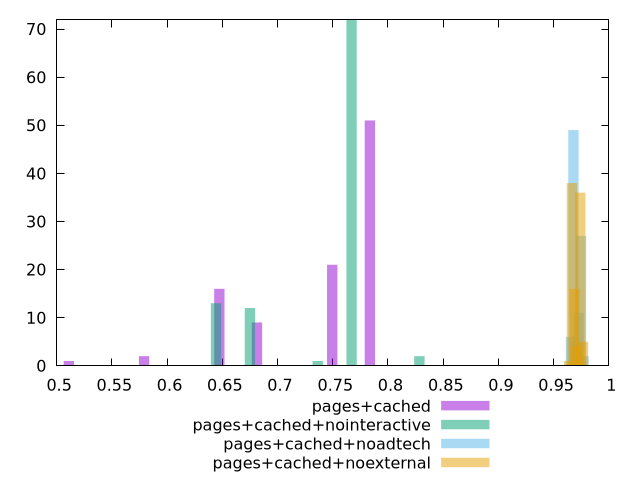 70
60
50
40
30
20
10
0
0.5 0.55 0.6 0.65 0.7 0.75 0.8 0.85 0.9 0.95 1
pages+cached
pages+cached+nointeractive
pages+cached+noadtech
pages+cached+noexternal